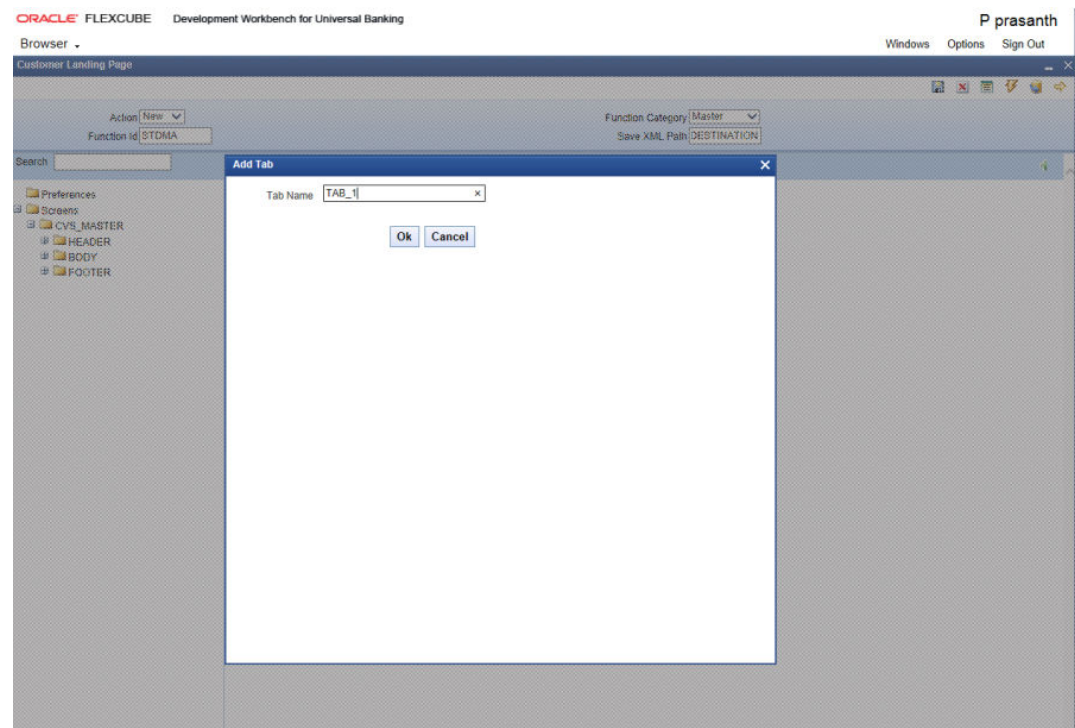 ORACLE FLEXCUBE Development Workbench for Universal Banking P prasanth
Browser Windows Options Sign Out
Customer Landing Page
Action New Function Category Master
Function Id STDMA Save XML Path DESTINATION
Search
Add Tab
Preferences
Tab Name TAB_1
Screens
CVS_MASTER
HEADER
Ok Cancel
BODY
FOOTER